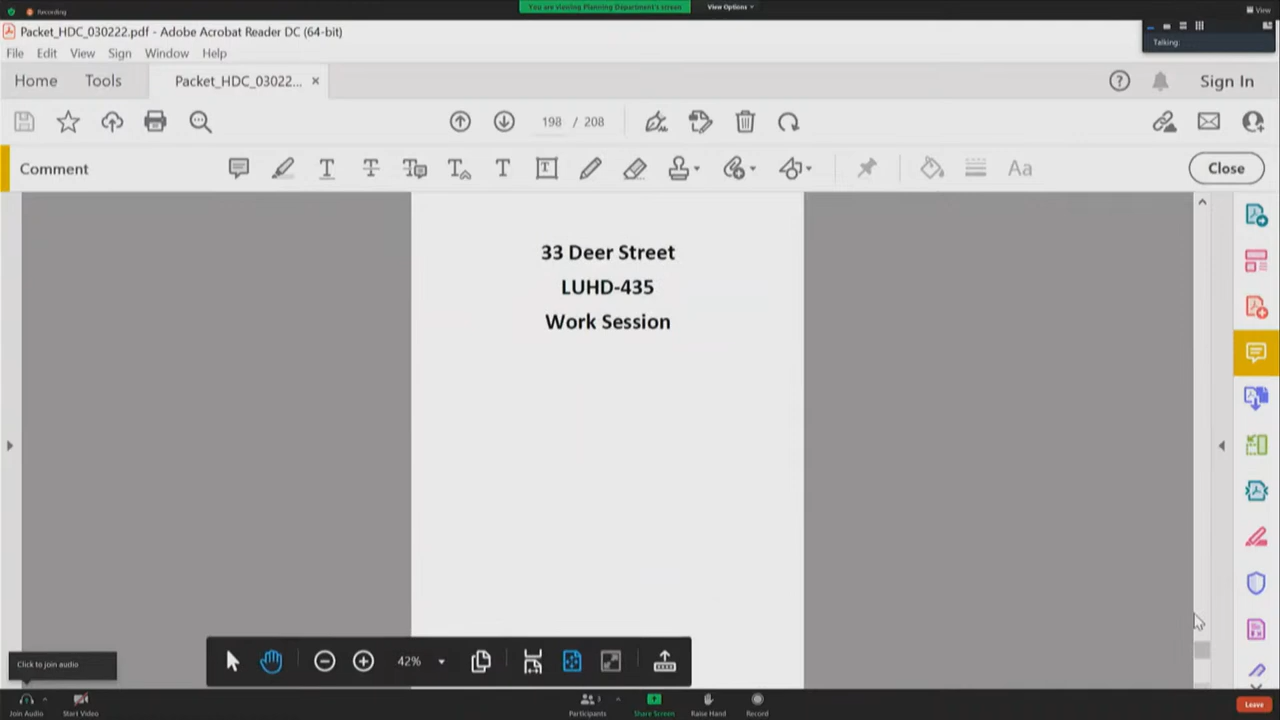 Recording
You are viewing Planning Department's screen
View Options
View
Packet_HDC_030222.pdf - Adobe Acrobat Reader DC (64-bit)
Talking:
File Edit View Sign Window Help
Home Tools Packet_HDC_03022... × Sign In
198 / 208
Comment Aa Close
33 Deer Street
LUHD-435
Work Session
42%
Click to join audio
Join Audio Start Video Participants 3 Share Screen Raise Hand Record Leave